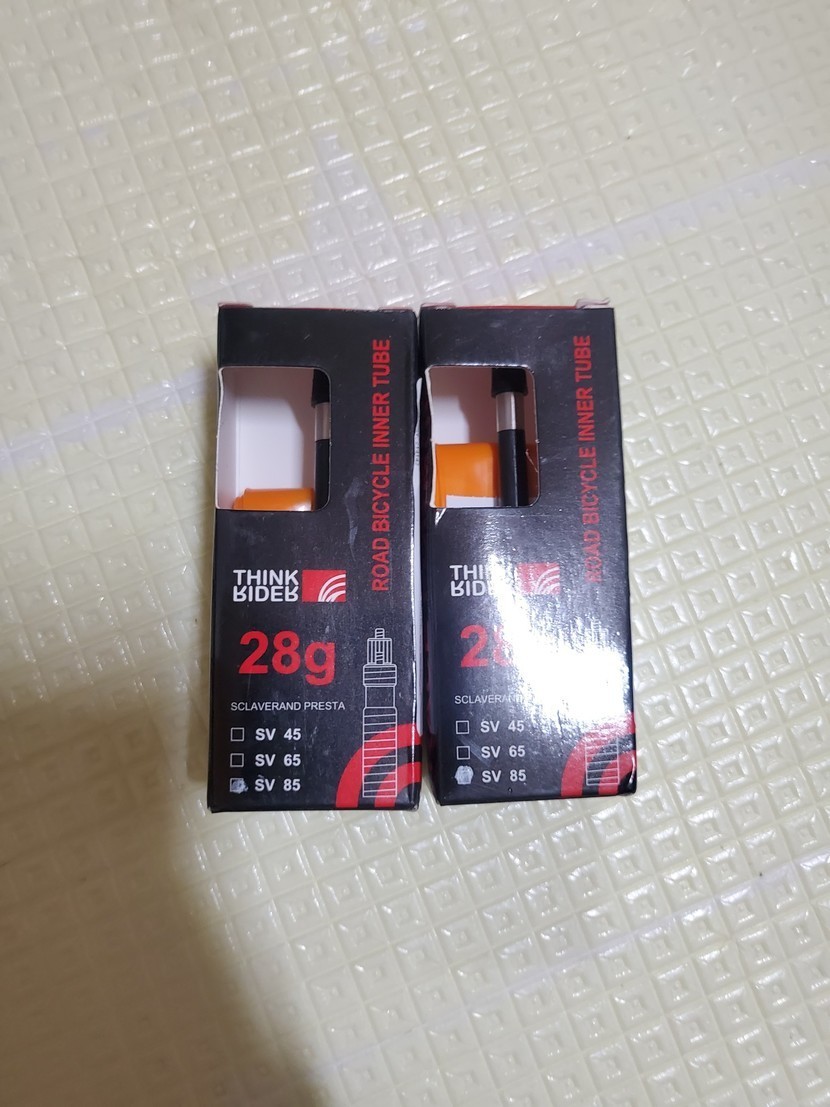 ROAD BICYCLE INNER TUBE
THINK
RIDER
28g
SCLAVERAND PRESTA
SV 45
SV 65
SV 85
ROAD BICYCLE INNER TUBE
RIDER
SV 45
SV 65
SV 85